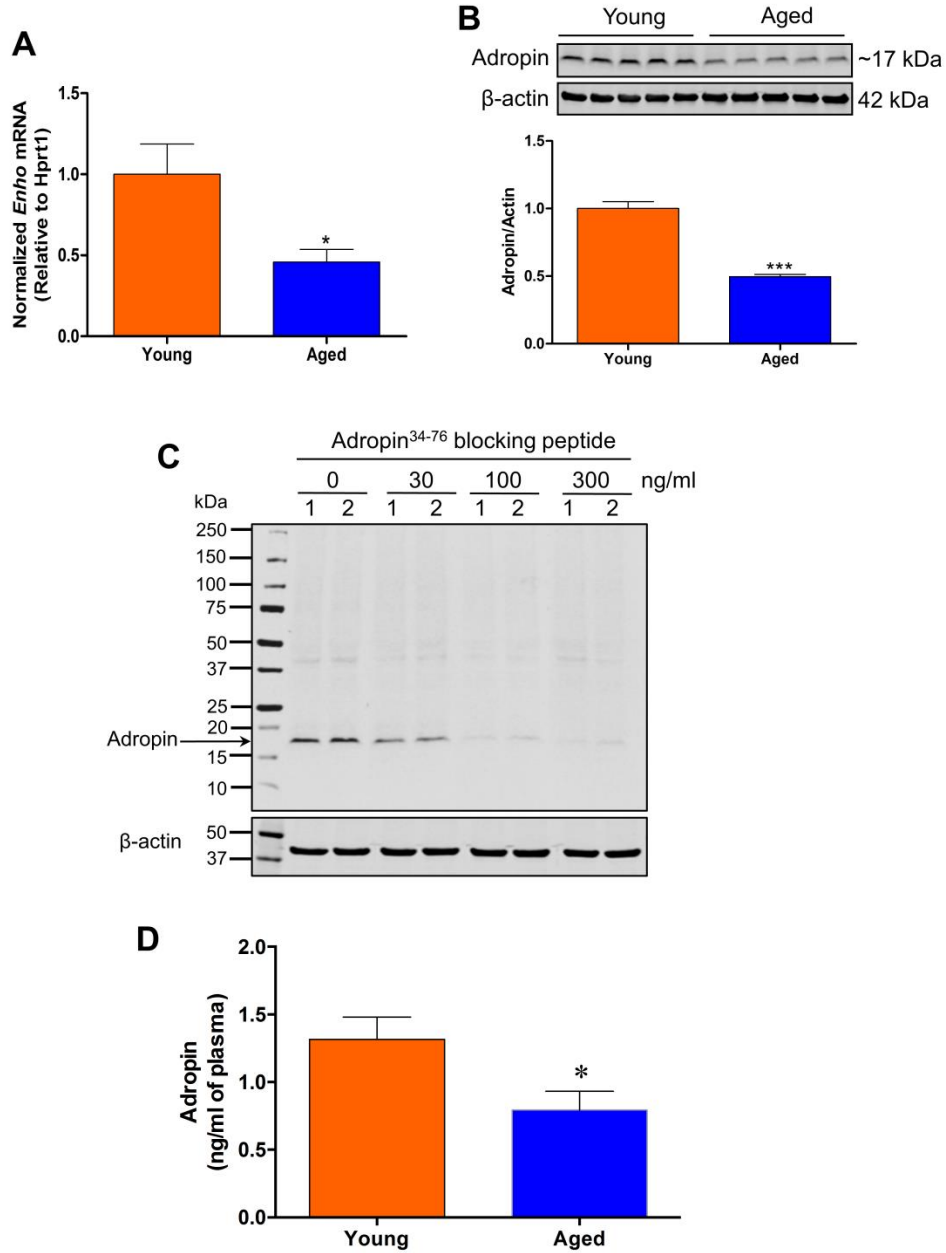 A
Normalized Enho mRNA
(Relative to Hprt1)
1.5
1.0
0.5
0.0
*
Young Aged
B
Young Aged
Adropin ~17 kDa
β-actin 42 kDa
Adropin/Actin
1.5
1.0
0.5
0.0
***
Young Aged
C
Adropin34-76 blocking peptide
0 30 100 300 ng/ml
kDa 1 2 1 2 1 2 1 2
250
150
100
75
50
37
25
20
Adropin
15
10
β-actin
50
37
D
Adropin
(ng/ml of plasma)
2.0
1.5
1.0
0.5
0.0
*
Young Aged